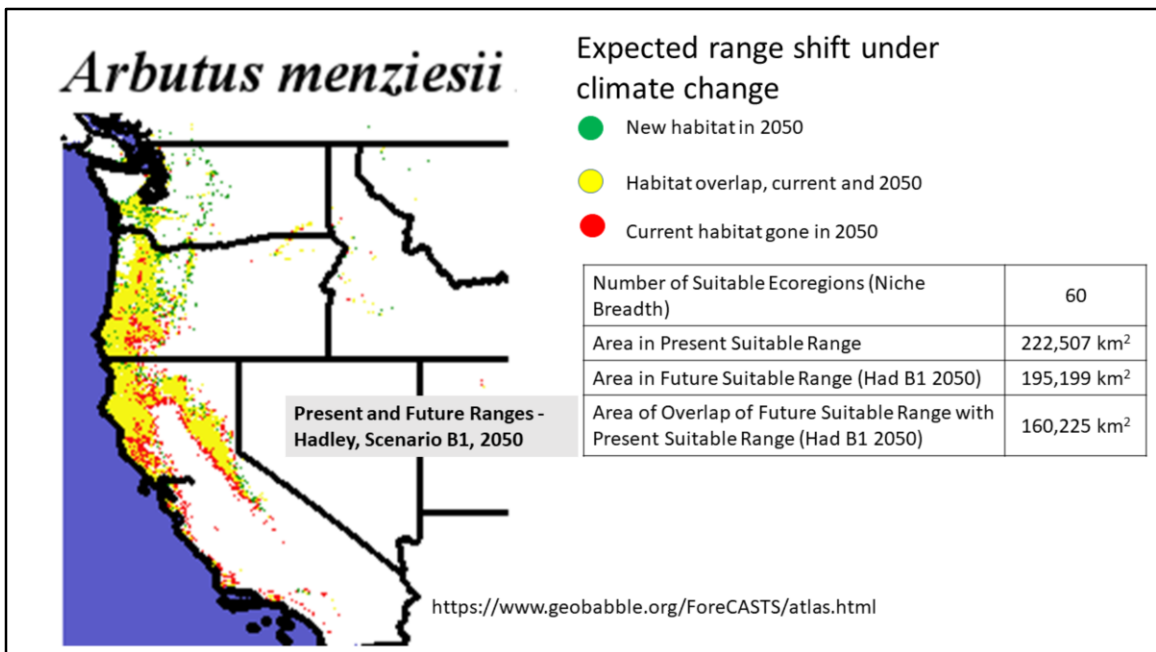 Arbutus menziesii
Expected range shift under
climate change
New habitat in 2050
Habitat overlap, current and 2050
Current habitat gone in 2050
Number of Suitable Ecoregions (Niche
Breadth)
60
Area in Present Suitable Range
222,507 km²
Area in Future Suitable Range (Had B1 2050)
195,199 km²
Area of Overlap of Future Suitable Range with
Present Suitable Range (Had B1 2050)
160,225 km²
Present and Future Ranges -
Hadley, Scenario B1, 2050
https://www.geobabble.org/ForeCASTS/atlas.html